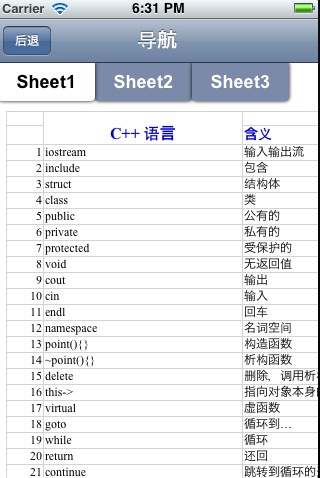 Carrier 6:31 PM
后退 导航
Sheet1 Sheet2 Sheet3
C++ 语言 含义
1 iostream 输入输出流
2 include 包含
3 struct 结构体
4 class 类
5 public 公有的
6 private 私有的
7 protected 受保护的
8 void 无返回值
9 cout 输出
10 cin 输入
11 endl 回车
12 namespace 名词空间
13 point(){} 构造函数
14 ~point(){} 析构函数
15 delete 删除，调用析
16 this-> 指向对象本身
17 virtual 虚函数
18 goto 循环到…
19 while 循环
20 return 还回
21 continue 跳转到循环的